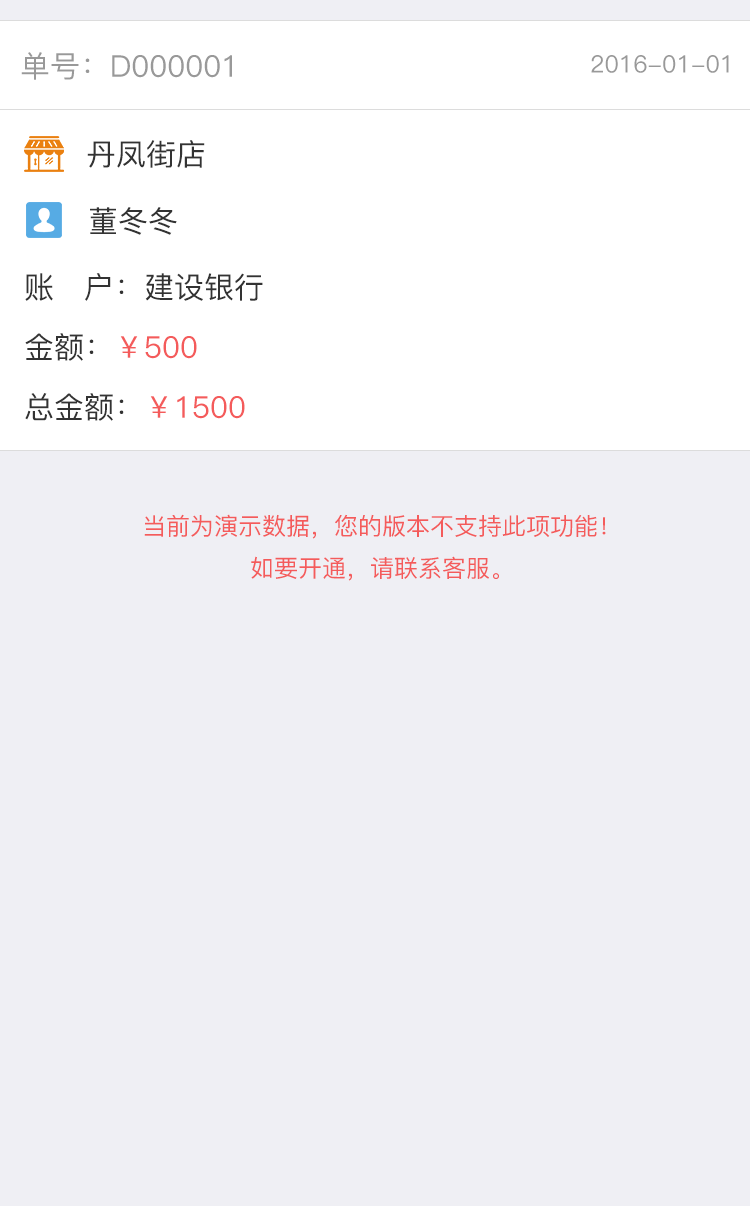 单号：D000001 2016-01-01
丹凤街店
董冬冬
账　户：建设银行
金额：￥500
总金额：￥1500
当前为演示数据，您的版本不支持此项功能！
如要开通，请联系客服。